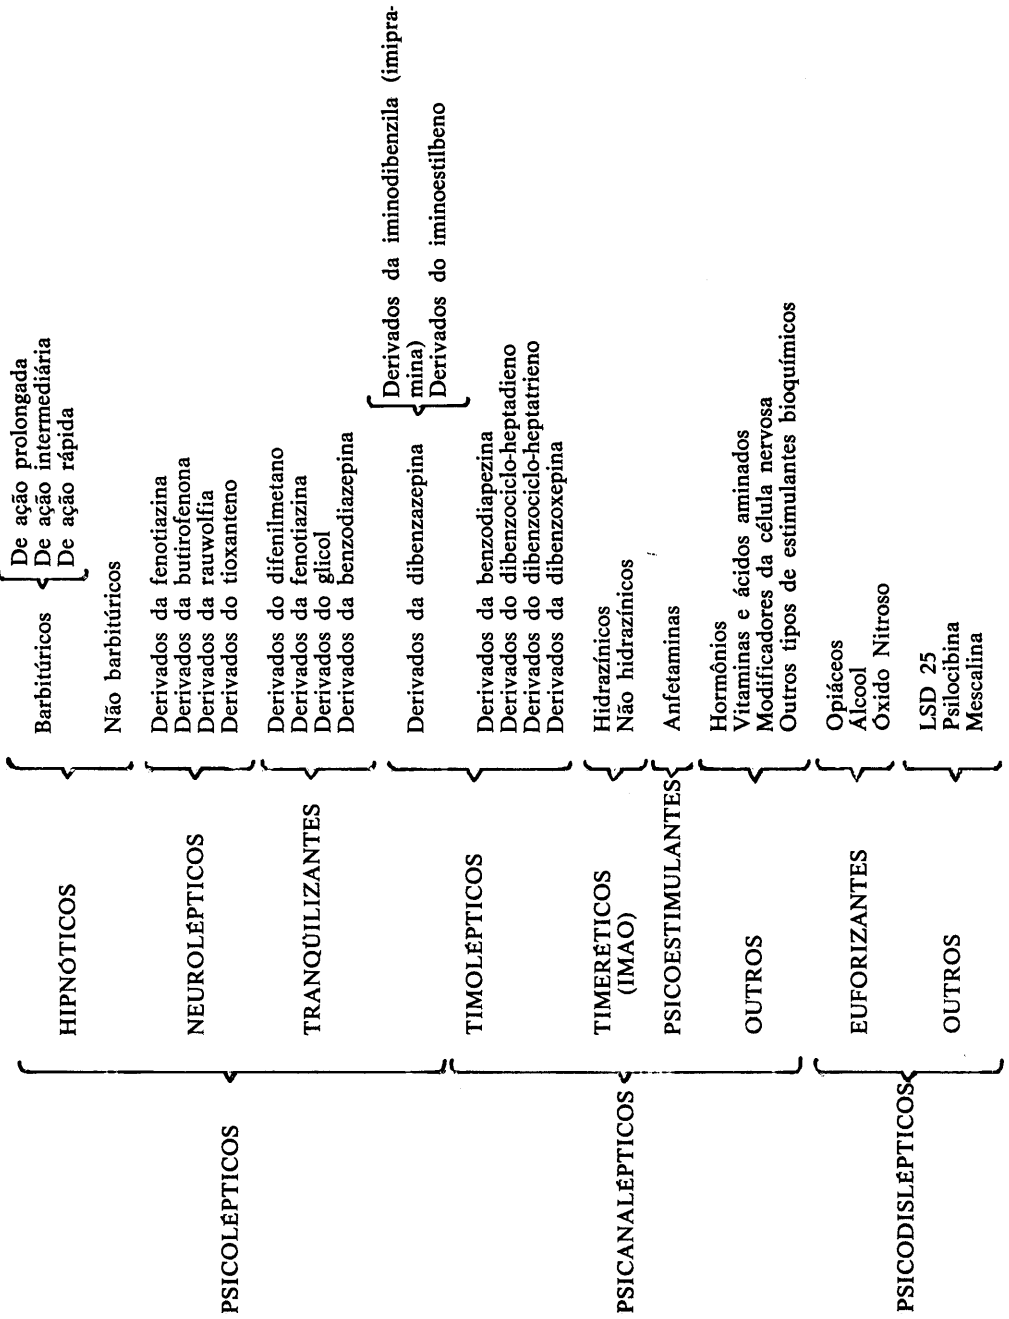 PSICOLÉPTICOS
HIPNÓTICOS
Barbitúricos
De ação prolongada
De ação intermediária
De ação rápida
Não barbitúricos
NEUROLÉPTICOS
Derivados da fenotiazina
Derivados da butirofenona
Derivados da rauwolfia
Derivados do tioxanteno
TRANQÜILIZANTES
Derivados do difenilmetano
Derivados da fenotiazina
Derivados do glicol
Derivados da benzodiazepina
PSICANALÉPTICOS
TIMOLÉPTICOS
Derivados da dibenzazepina
Derivados da iminodibenzila (imipra-
mina)
Derivados do iminoestilbeno
Derivados da benzodiapezina
Derivados do dibenzociclo-heptadieno
Derivados do dibenzociclo-heptatrieno
Derivados da dibenzoxepina
TIMERÉTICOS
(IMAO)
Hidrazínicos
Não hidrazínicos
PSICOESTIMULANTES
Anfetaminas
OUTROS
Hormônios
Vitaminas e ácidos aminados
Modificadores da célula nervosa
Outros tipos de estimulantes bioquímicos
PSICODISLÉPTICOS
EUFORIZANTES
Opiáceos
Álcool
Óxido Nitroso
OUTROS
LSD 25
Psilocibina
Mescalina